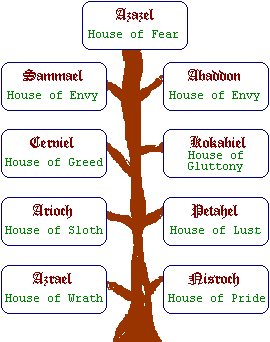 Azazel
House of Fear
Sammael
House of Envy
Abaddon
House of Envy
Cerniel
House of Greed
Kokabiel
House of
Gluttony
Arioch
House of Sloth
Petahel
House of Lust
Azrael
House of Wrath
Nisroch
House of Pride